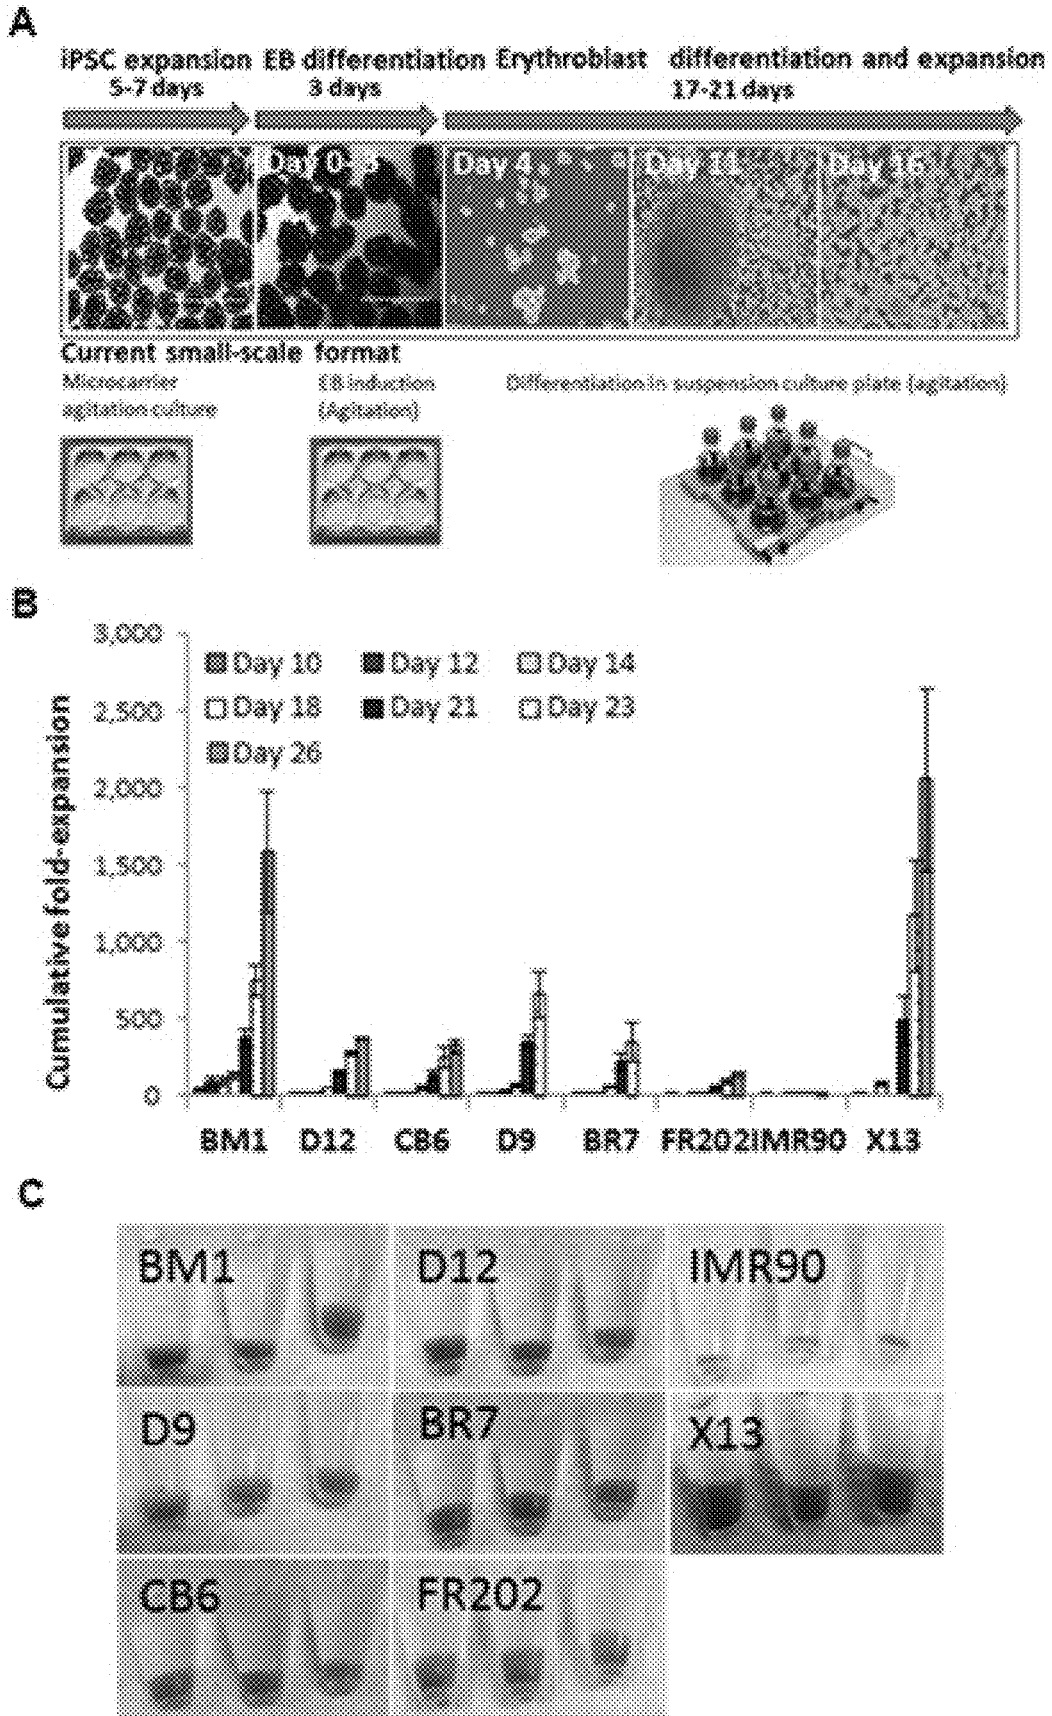 A
iPSC expansion EB differentiation Erythroblast differentiation and expansion
5-7 days 3 days 17-21 days
Day 0-3 Day 4 Day 11 Day 16
Current small-scale format
Microcarrier
agitation culture
EB induction
(Agitation)
Differentiation in suspension culture plate (agitation)
B
Cumulative fold-expansion
3,000
2,500
2,000
1,500
1,000
500
0
Day 10 Day 12 Day 14
Day 18 Day 21 Day 23
Day 26
BM1 D12 CB6 D9 BR7 FR202 IMR90 X13
C
BM1 D12 IMR90
D9 BR7 X13
CB6 FR202